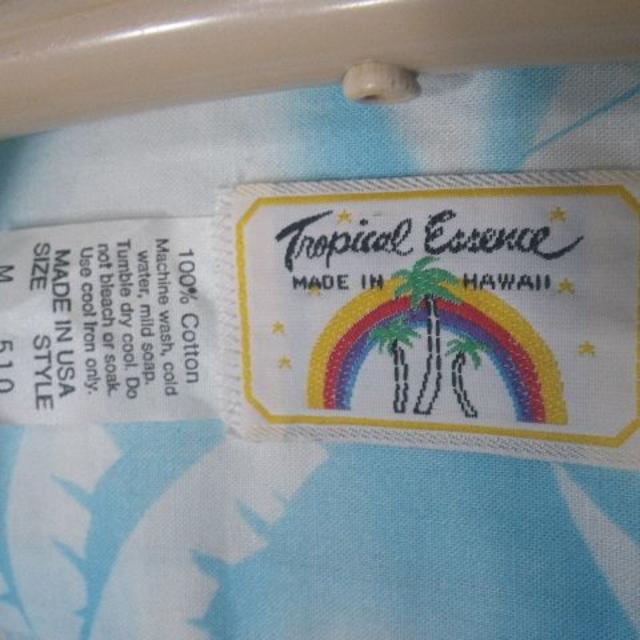 Tropical Essence
MADE IN HAWAII
100% Cotton
Machine wash, cold
water, mild soap.
Tumble dry cool. Do
not bleach or soak.
Use cool Iron only.
MADE IN USA
SIZE STYLE
M 510